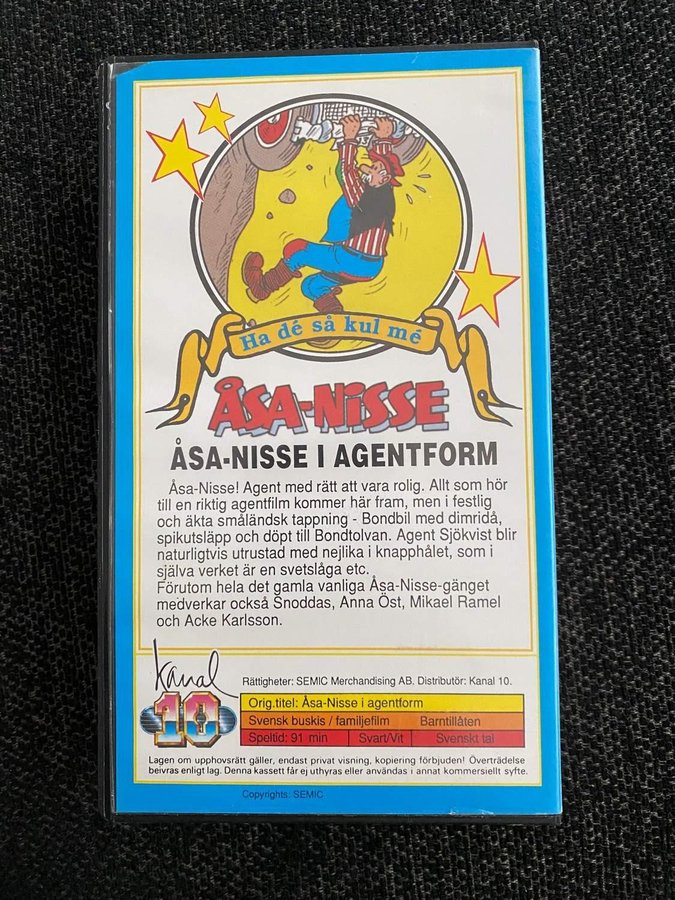 Ha dé så kul mé
ÅSA-NISSE
ÅSA-NISSE I AGENTFORM
Åsa-Nisse! Agent med rätt att vara rolig. Allt som hör
till en riktig agentfilm kommer här fram, men i festlig
och äkta småländsk tappning - Bondbil med dimridå,
spikutsläpp och döpt till Bondtolvan. Agent Sjökvist blir
naturligtvis utrustad med nejlika i knapphålet, som i
själva verket är en svetslåga etc.
Förutom hela det gamla vanliga Åsa-Nisse-gänget
medverkar också Snoddas, Anna Öst, Mikael Ramel
och Acke Karlsson.
kanal
10
Rättigheter: SEMIC Merchandising AB. Distributör: Kanal 10.
Orig.titel: Åsa-Nisse i agentform
Svensk buskis / familjefilm Barntillåten
Speltid: 91 min Svart/Vit Svenskt tal
Lagen om upphovsrätt gäller, endast privat visning, kopiering förbjuden! Överträdelse
beivras enligt lag. Denna kassett får ej uthyras eller användas i annat kommersiellt syfte.
Copyrights: SEMIC